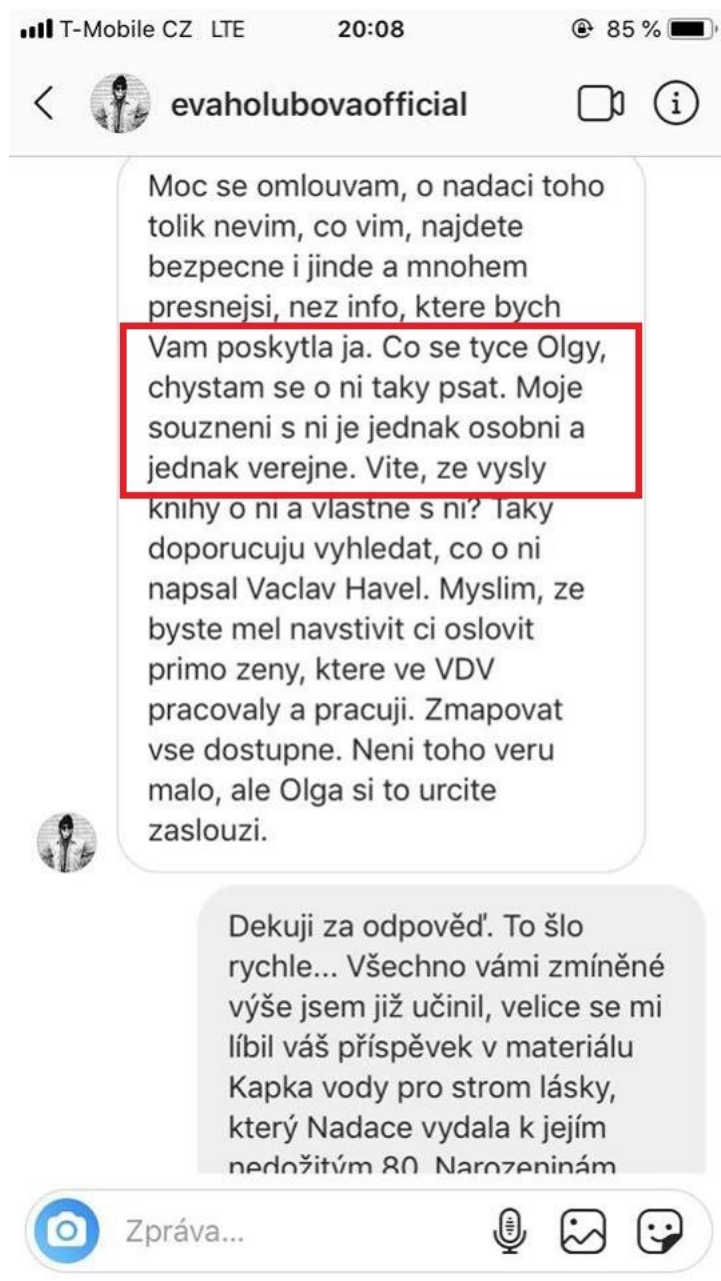 T-Mobile CZ LTE 20:08 85 %
evaholubovaofficial
Moc se omlouvam, o nadaci toho
tolik nevim, co vim, najdete
bezpecne i jinde a mnohem
presnejsi, nez info, ktere bych
Vam poskytla ja. Co se tyce Olgy,
chystam se o ni taky psat. Moje
souzneni s ni je jednak osobni a
jednak verejne. Vite, ze vysly
knihy o ni a vlastne s ni? Taky
doporucuju vyhledat, co o ni
napsal Vaclav Havel. Myslim, ze
byste mel navstivit ci oslovit
primo zeny, ktere ve VDV
pracovaly a pracuji. Zmapovat
vse dostupne. Neni toho veru
malo, ale Olga si to urcite
zaslouzi.
Dekuji za odpověď. To šlo
rychle... Všechno vámi zmíněné
výše jsem již učinil, velice se mi
líbil váš příspěvek v materiálu
Kapka vody pro strom lásky,
který Nadace vydala k jejím
nedožitým 80. Narozeninám
Zpráva...